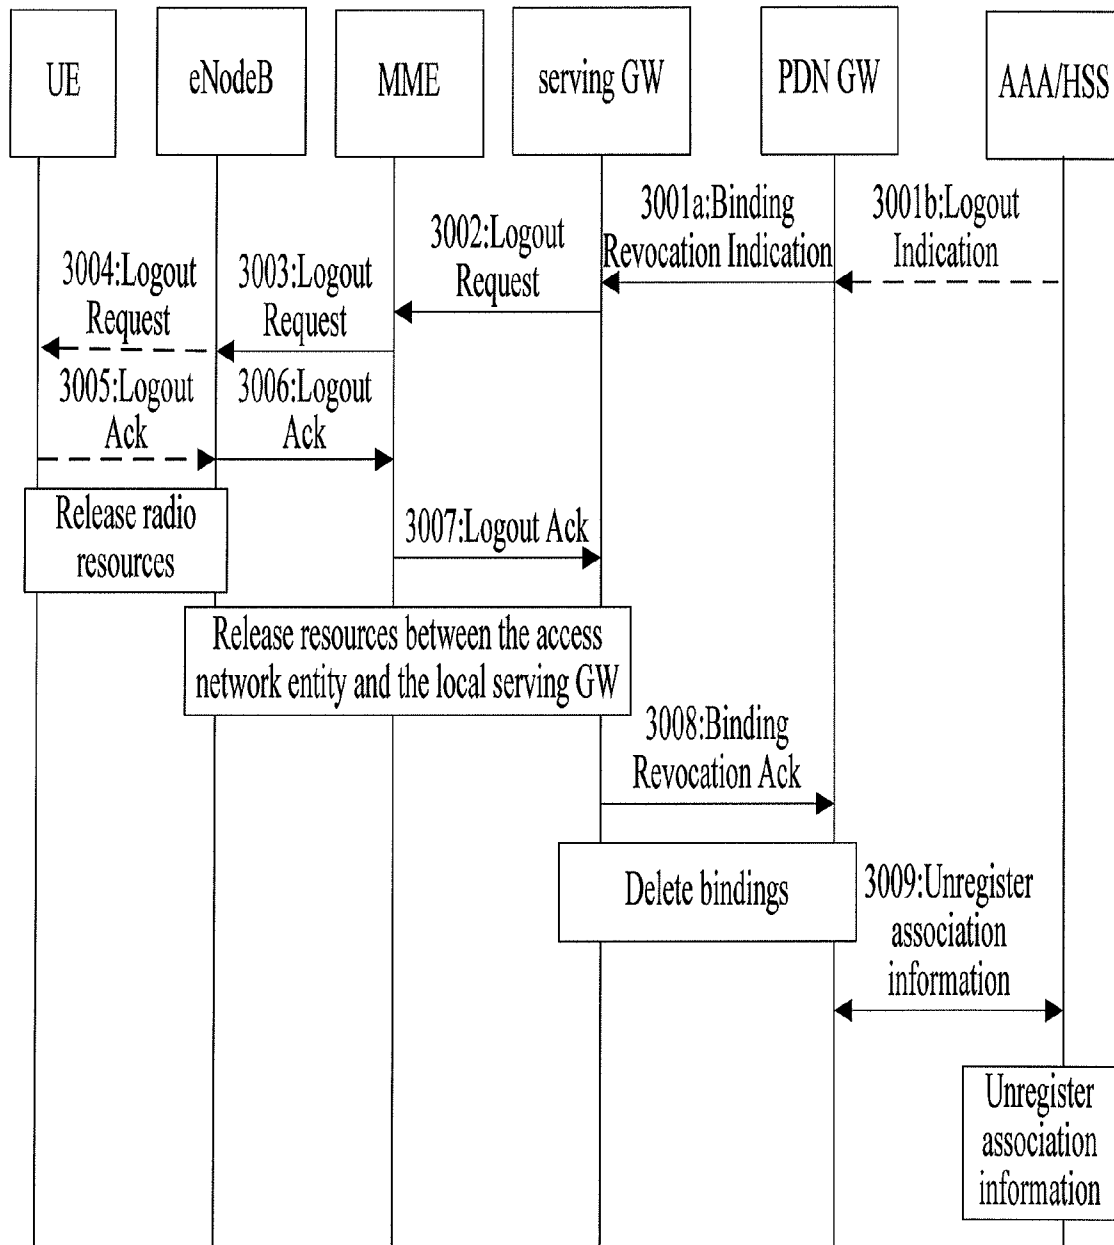 UE
eNodeB
MME
serving GW
PDN GW
AAA/HSS
3001a:Binding
Revocation Indication
3001b:Logout
Indication
3002:Logout
Request
3003:Logout
Request
3004:Logout
Request
3005:Logout
Ack
3006:Logout
Ack
Release radio
resources
3007:Logout Ack
Release resources between the access
network entity and the local serving GW
3008:Binding
Revocation Ack
Delete bindings
3009:Unregister
association
information
Unregister
association
information